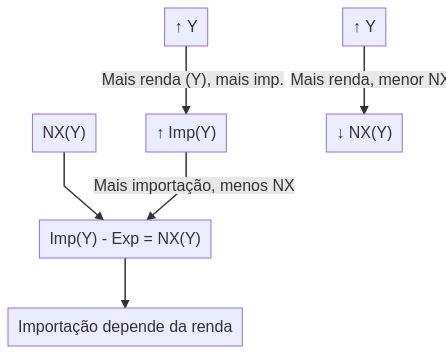 ↑ Y
↑ Y
Mais renda (Y), mais imp.
Mais renda, menor NX
NX(Y)
↑ Imp(Y)
↓ NX(Y)
Mais importação, menos NX
Imp(Y) - Exp = NX(Y)
Importação depende da renda